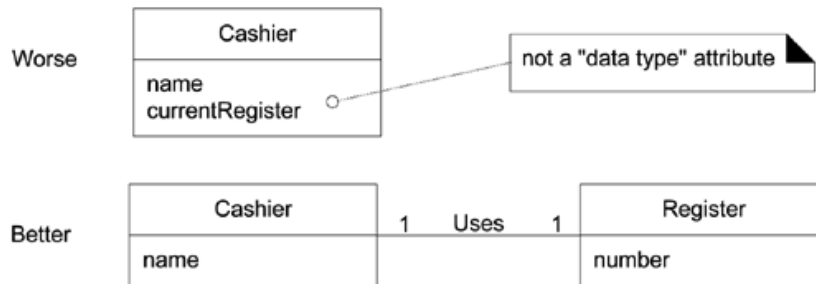 Cashier
Worse
name
currentRegister
not a "data type" attribute
Cashier
1 Uses 1
Register
Better
name
number